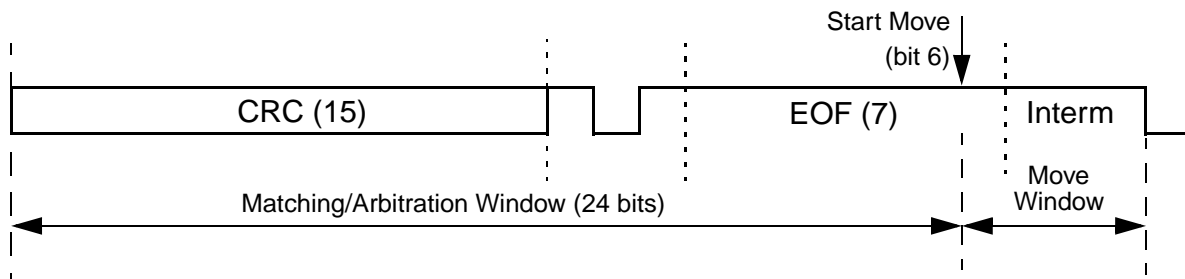 Start Move
(bit 6)
CRC (15)
EOF (7)
Interm
Matching/Arbitration Window (24 bits)
Move
Window